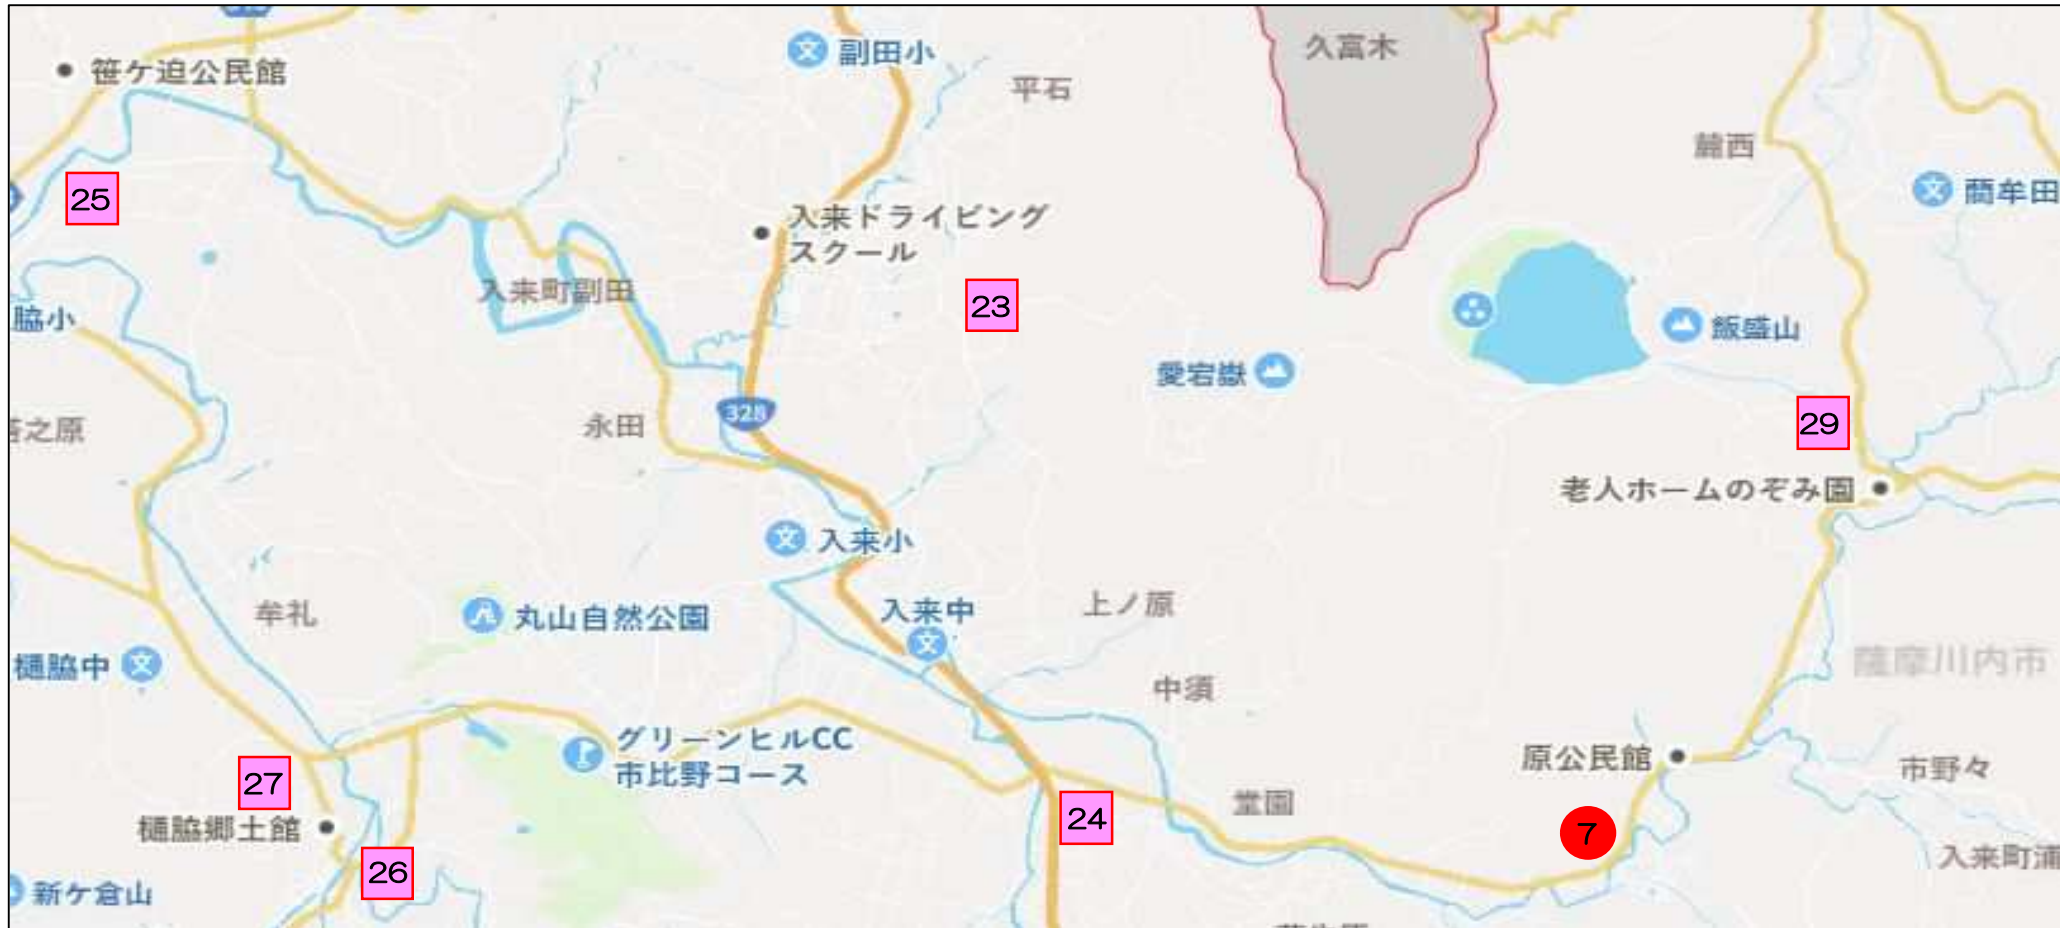 久富木
副田小
笹ケ迫公民館
平石
麓西
藺牟田
25
入来ドライビング
スクール
入来町副田
23
脇小
飯盛山
愛宕嶽
328
29
之原
永田
老人ホームのぞみ園
入来小
牟礼
丸山自然公園
入来中
上ノ原
樋脇中
薩摩川内市
中須
グリーンヒルCC
市比野コース
原公民館
市野々
27
堂園
24
7
樋脇郷土館
入来町浦
26
新ケ倉山